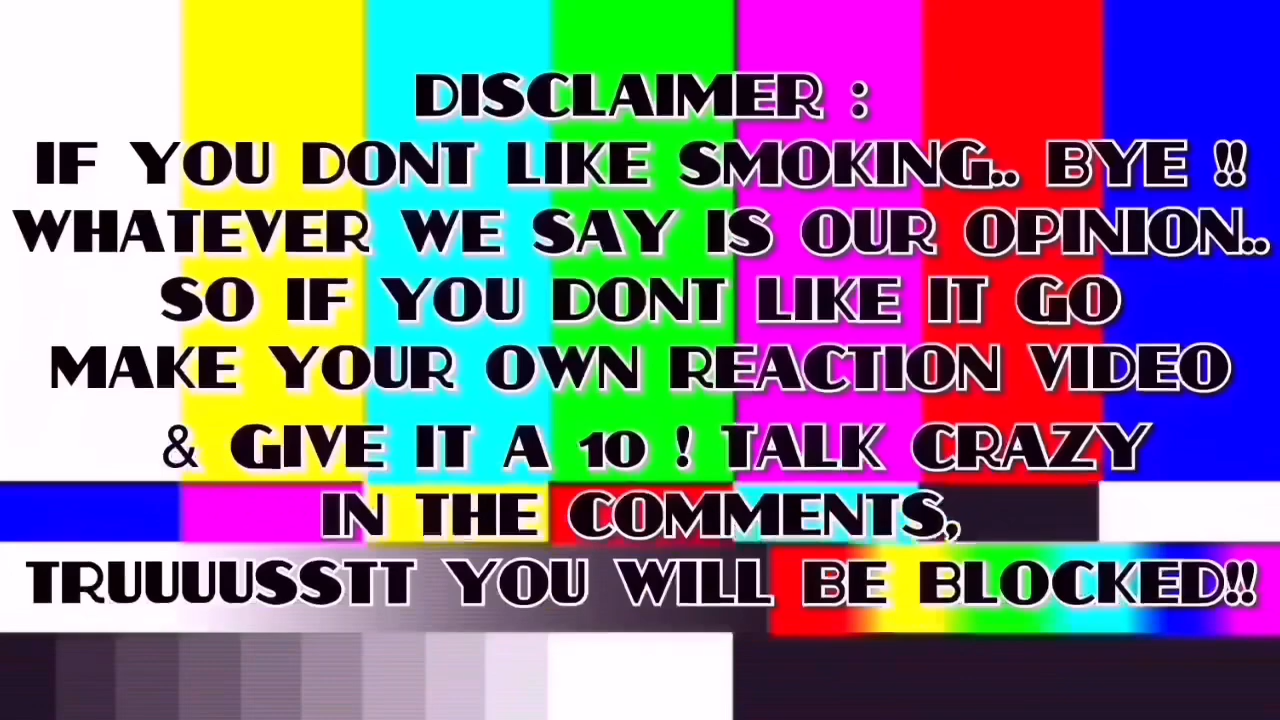 DISCLAIMER :
IF YOU DONT LIKE SMOKING.. BYE !!
WHATEVER WE SAY IS OUR OPINION..
SO IF YOU DONT LIKE IT GO
MAKE YOUR OWN REACTION VIDEO
& GIVE IT A 10 ! TALK CRAZY
IN THE COMMENTS,
TRUUUUSSTT YOU WILL BE BLOCKED!!